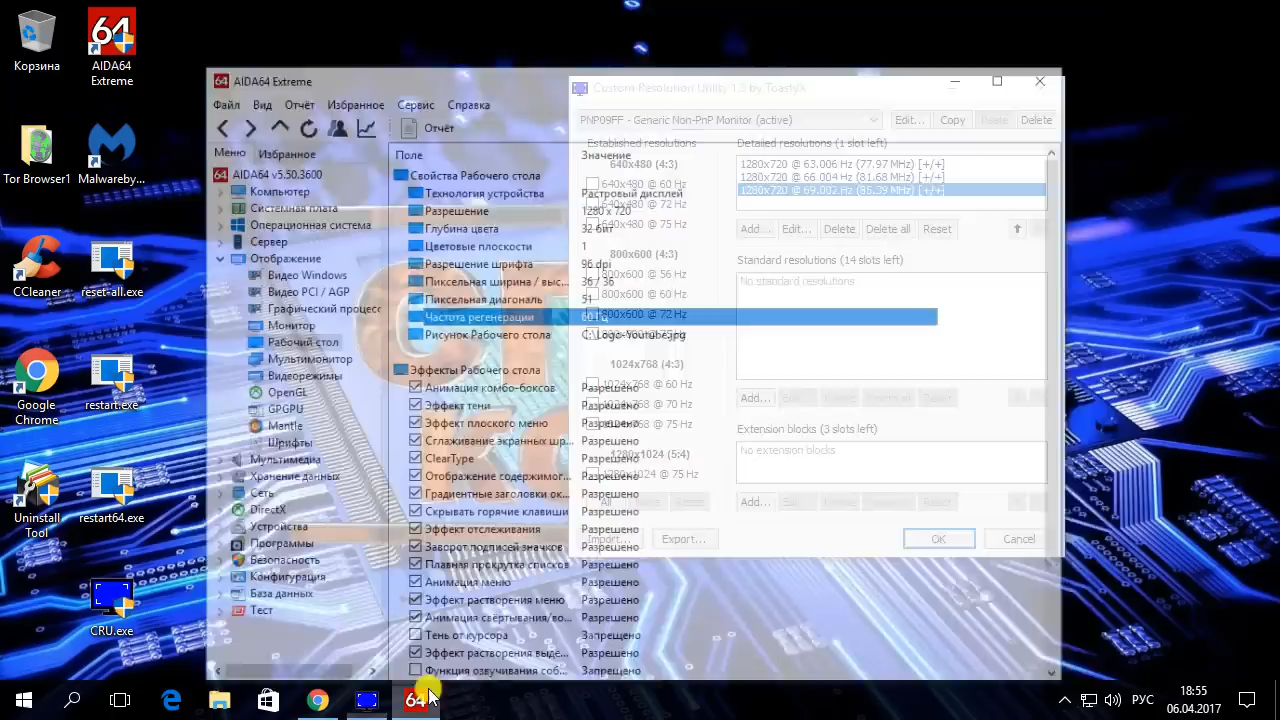 Корзина
AIDA64
Extreme
Tor Browser1
Malwareby...
CCleaner
reset-all.exe
Google
Chrome
restart.exe
Uninstall
Tool
restart64.exe
CRU.exe
64 AIDA64 Extreme
Файл Вид Отчёт Избранное Сервис Справка
Отчёт
Меню Избранное
AIDA64 v5.50.3600
Компьютер
Системная плата
Операционная система
Сервер
Отображение
Видео Windows
Видео PCI / AGP
Графический процесс
Монитор
Рабочий стол
Мультимонитор
Видеорежимы
OpenGL
GPGPU
Mantle
Шрифты
Мультимедиа
Хранение данных
Сеть
DirectX
Устройства
Программы
Безопасность
Конфигурация
База данных
Тест
Поле Значение
Свойства Рабочего стола
Технология устройства Растровый дисплей
Разрешение 1280 x 720
Глубина цвета 32 бит
Цветовые плоскости 1
Разрешение шрифта 96 dpi
Пиксельная ширина / выс... 36 / 36
Пиксельная диагональ 51
Частота регенерации
Рисунок Рабочего стола C:\Logo-Youtube.jpg
Эффекты Рабочего стола
Анимация комбо-боксов Разрешено
Эффект тени Разрешено
Эффект плоского меню Разрешено
Сглаживание экранных шр... Разрешено
ClearType Разрешено
Отображение содержимог... Разрешено
Градиентные заголовки ок... Разрешено
Скрывать горячие клавиши Разрешено
Эффект отслеживания Разрешено
Заворот подписей значков Разрешено
Плавная прокрутка списков Разрешено
Анимация меню Разрешено
Эффект растворения меню Разрешено
Анимация свёртывания/во... Разрешено
Тень от курсора Запрещено
Эффект растворения выде... Разрешено
Функция озвучивания соб... Запрещено
Custom Resolution Utility by ToastyX
PNP09FF - Generic Non-PnP Monitor (active)
Edit... Copy Delete
Established resolutions
640x480 (4:3)
640x480 @ 60 Hz
640x480 @ 72 Hz
640x480 @ 75 Hz
800x600 (4:3)
800x600 @ 56 Hz
800x600 @ 60 Hz
800x600 @ 72 Hz
1024x768 (4:3)
1024x768 @ 60 Hz
1024x768 @ 70 Hz
1024x768 @ 75 Hz
1280x1024 (5:4)
1280x1024 @ 75 Hz
All
Import... Export...
Detailed resolutions (1 slot left)
1280x720 @ 63.006 Hz (77.97 MHz) [+/+]
1280x720 @ 66.004 Hz (81.68 MHz) [+/+]
1280x720 @ 69.002 Hz (85.39 MHz) [+/+]
Add... Edit... Delete Delete all Reset
Standard resolutions (14 slots left)
No standard resolutions
Add...
Extension blocks (3 slots left)
No extension blocks
Add...
OK Cancel
64
РУС
18:55
06.04.2017